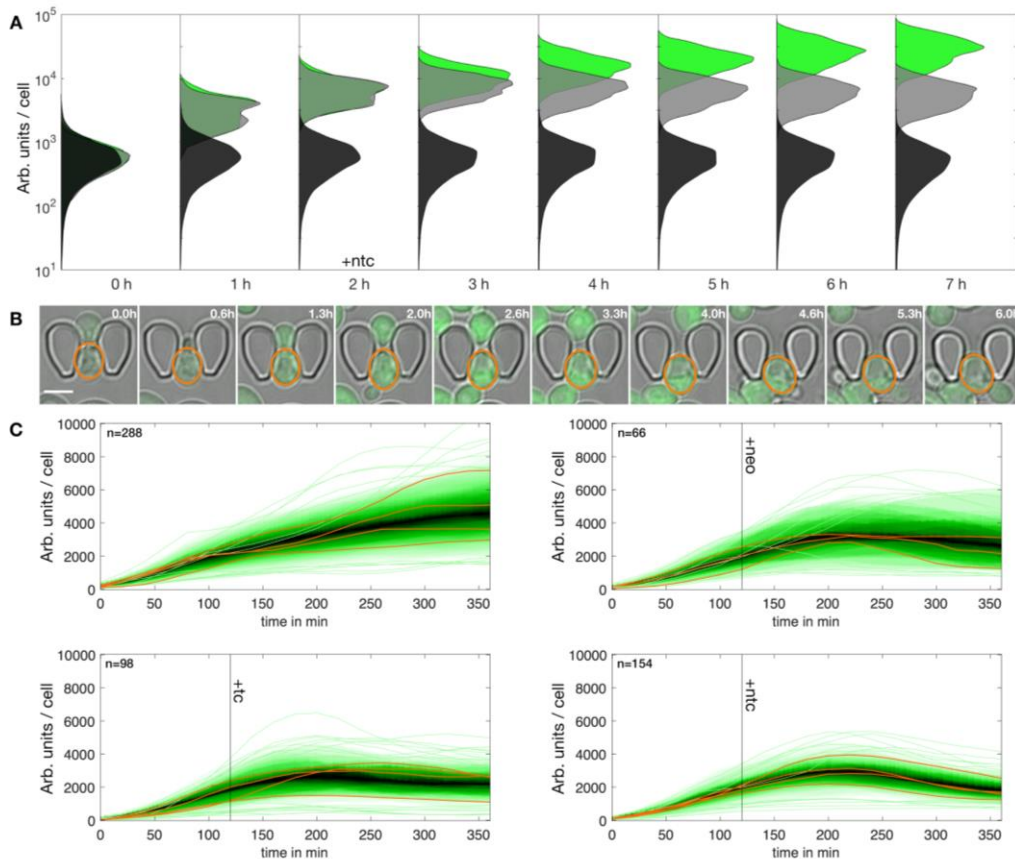 A
Arb. units / cell
10^5
10^4
10^3
10^2
10^1
+ntc
0 h 1 h 2 h 3 h 4 h 5 h 6 h 7 h
B
0.0h 0.6h 1.3h 2.0h 2.6h 3.3h 4.0h 4.6h 5.3h 6.0h
C
n=288
Arb. units / cell
10000
8000
6000
4000
2000
0
0 50 100 150 200 250 300 350
time in min
n=66
+neo
Arb. units / cell
10000
8000
6000
4000
2000
0
0 50 100 150 200 250 300 350
time in min
n=98
+tc
Arb. units / cell
10000
8000
6000
4000
2000
0
0 50 100 150 200 250 300 350
time in min
n=154
+ntc
Arb. units / cell
10000
8000
6000
4000
2000
0
0 50 100 150 200 250 300 350
time in min